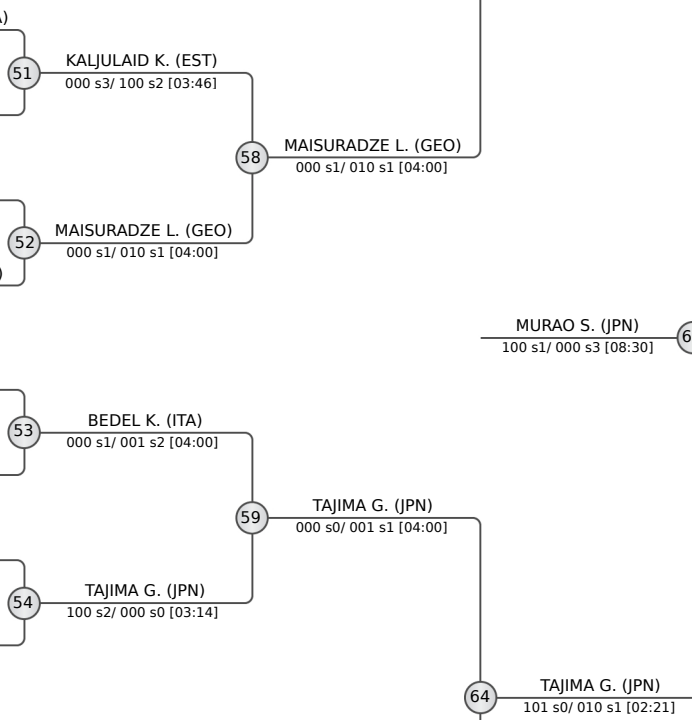 )
51
KALJULAID K. (EST)
000 s3/ 100 s2 [03:46]
58
MAISURADZE L. (GEO)
000 s1/ 010 s1 [04:00]
52
MAISURADZE L. (GEO)
000 s1/ 010 s1 [04:00]
)
MURAO S. (JPN)
100 s1/ 000 s3 [08:30]
6
53
BEDEL K. (ITA)
000 s1/ 001 s2 [04:00]
59
TAJIMA G. (JPN)
000 s0/ 001 s1 [04:00]
54
TAJIMA G. (JPN)
100 s2/ 000 s0 [03:14]
64
TAJIMA G. (JPN)
101 s0/ 010 s1 [02:21]